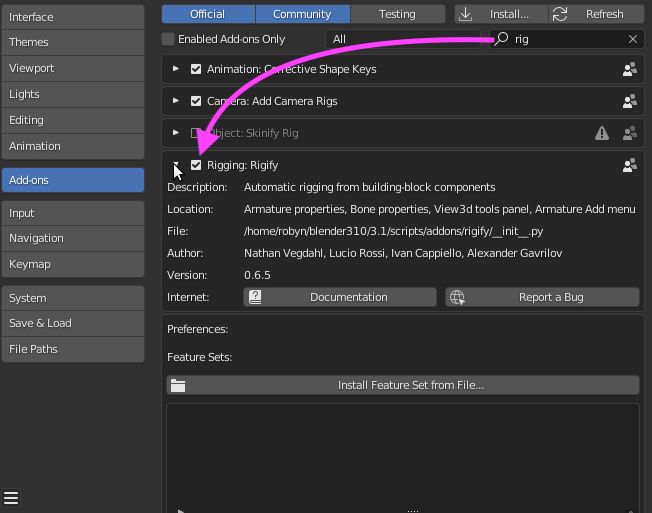 Interface
Themes
Viewport
Lights
Editing
Animation
Add-ons
Input
Navigation
Keymap
System
Save & Load
File Paths
Official Community Testing Install... Refresh
Enabled Add-ons Only All rig
Animation: Corrective Shape Keys
Camera: Add Camera Rigs
Object: Skinify Rig
Rigging: Rigify
Description: Automatic rigging from building-block components
Location: Armature properties, Bone properties, View3d tools panel, Armature Add menu
File: /home/robyn/blender310/3.1/scripts/addons/rigify/__init__.py
Author: Nathan Vegdahl, Lucio Rossi, Ivan Cappiello, Alexander Gavrilov
Version: 0.6.5
Internet: Documentation Report a Bug
Preferences:
Feature Sets:
Install Feature Set from File...